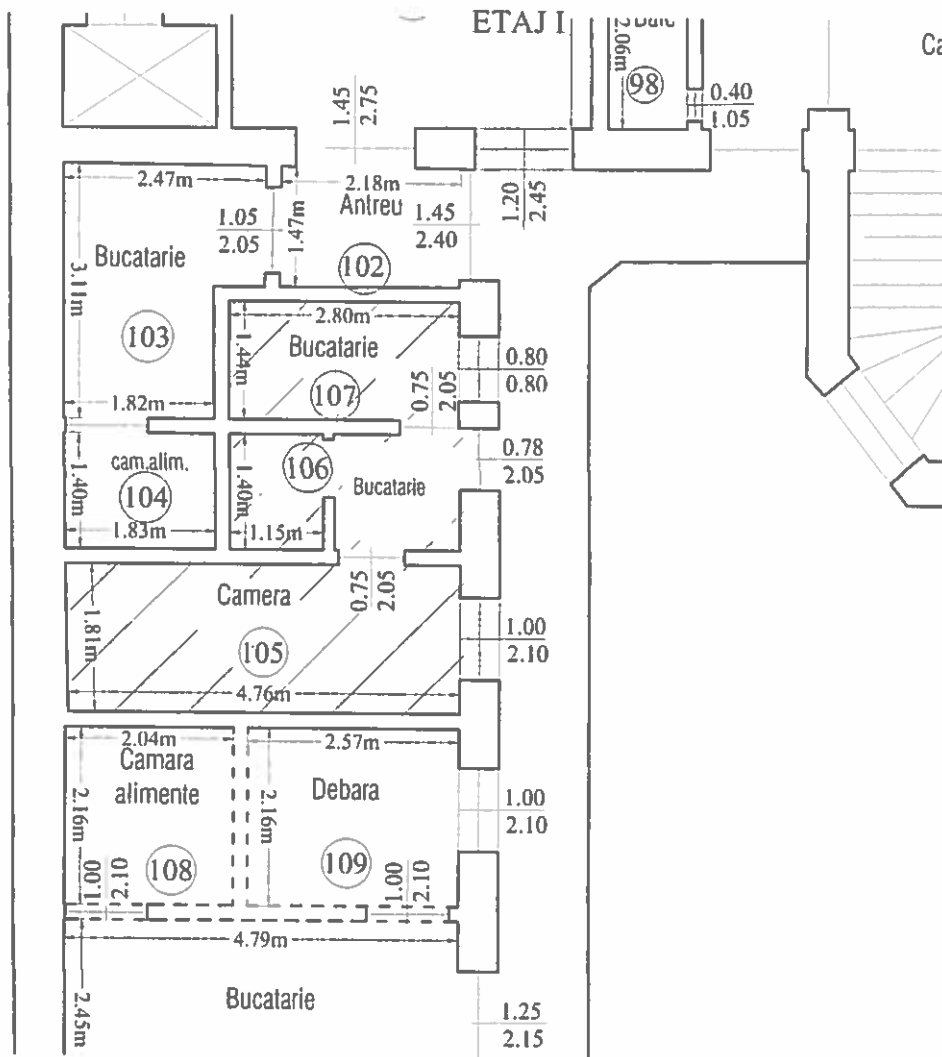 ETAJ I
2.06m
98
0.40
1.05
Ca
1.45
2.75
2.47m
2.18m
Antreu
1.20
2.45
1.05
2.05
1.47m
1.45
2.40
Bucatarie
102
3.11m
103
2.80m
Bucatarie
1.44m
107
0.75
2.05
0.80
0.80
1.82m
0.78
2.05
cam.alim.
104
1.40m
1.83m
106
1.40m
Bucatarie
1.15m
0.75
2.05
Camera
1.81m
105
4.76m
1.00
2.10
2.04m
2.57m
Camara
alimente
Debara
2.16m
2.16m
1.00
2.10
108
109
1.00
2.10
1.00
2.10
4.79m
2.45m
Bucatarie
1.25
2.15